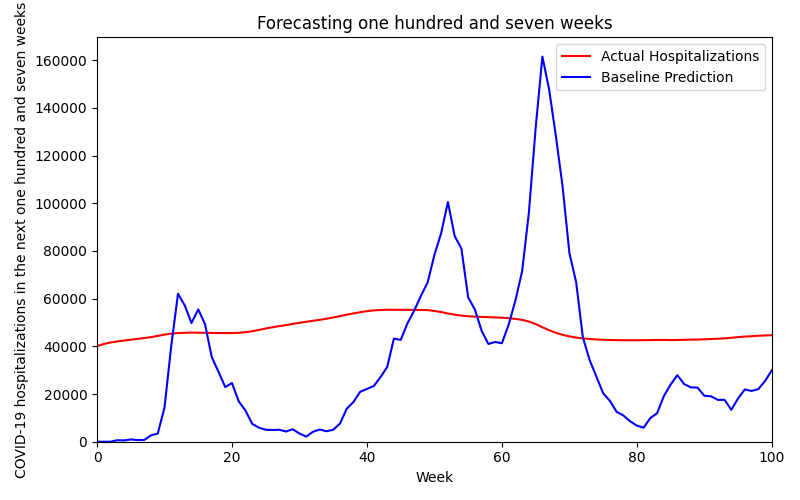 Forecasting one hundred and seven weeks
COVID-19 hospitalizations in the next one hundred and seven weeks
160000
140000
120000
100000
80000
60000
40000
20000
0
Actual Hospitalizations
Baseline Prediction
0 20 40 60 80 100
Week